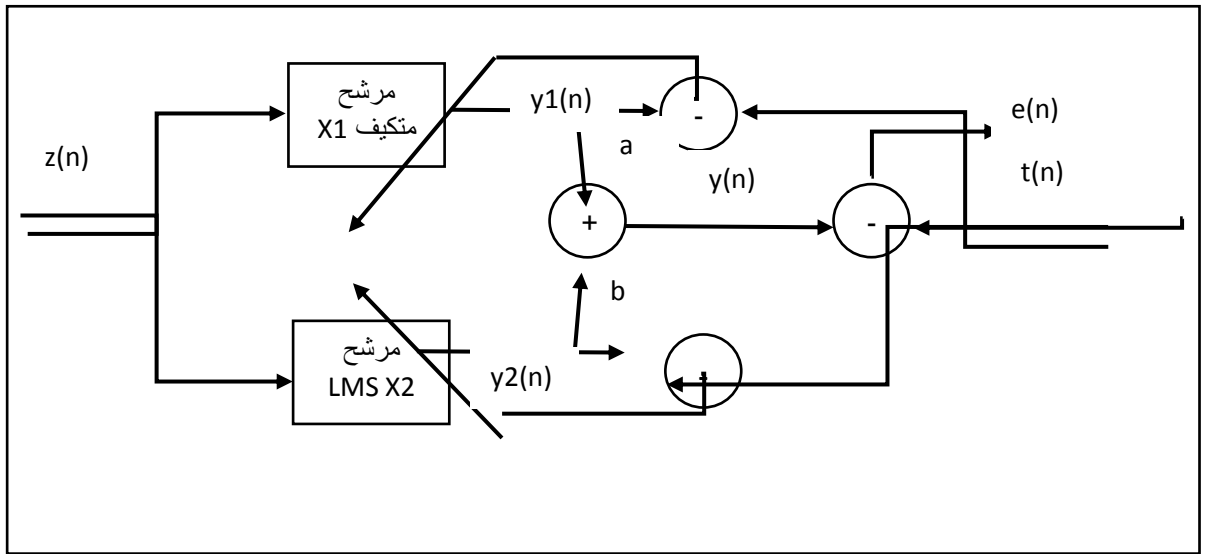 مرشح
متكيف X1
y1(n)
-
e(n)
a
z(n)
y(n)
t(n)
+
-
b
مرشح
LMS X2
y2(n)